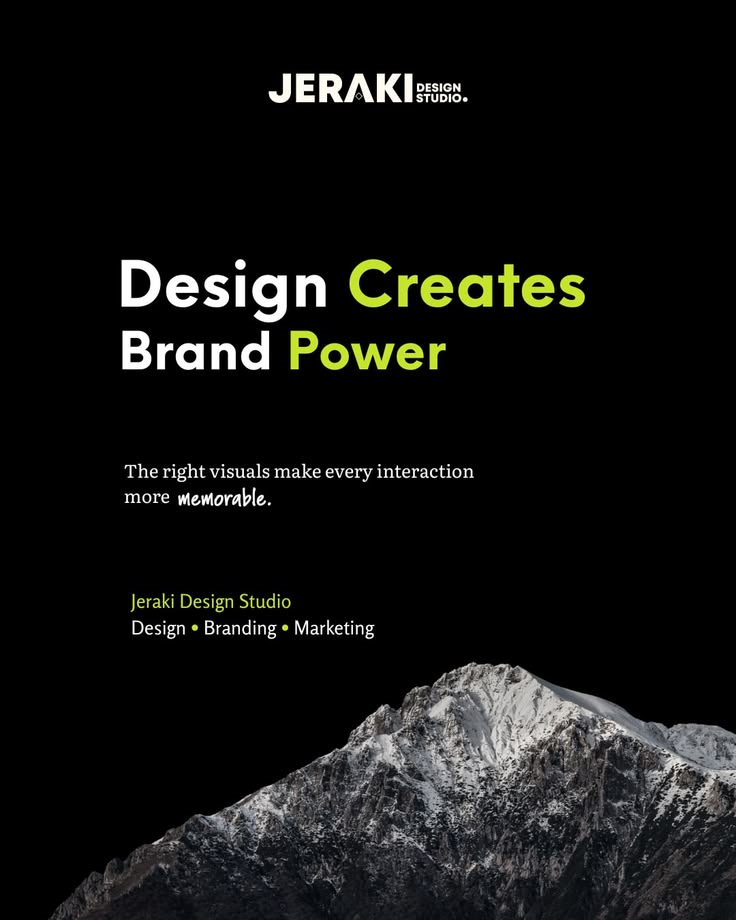 JERAKI DESIGN
STUDIO.
Design Creates
Brand Power
The right visuals make every interaction
more memorable.
Jeraki Design Studio
Design • Branding • Marketing